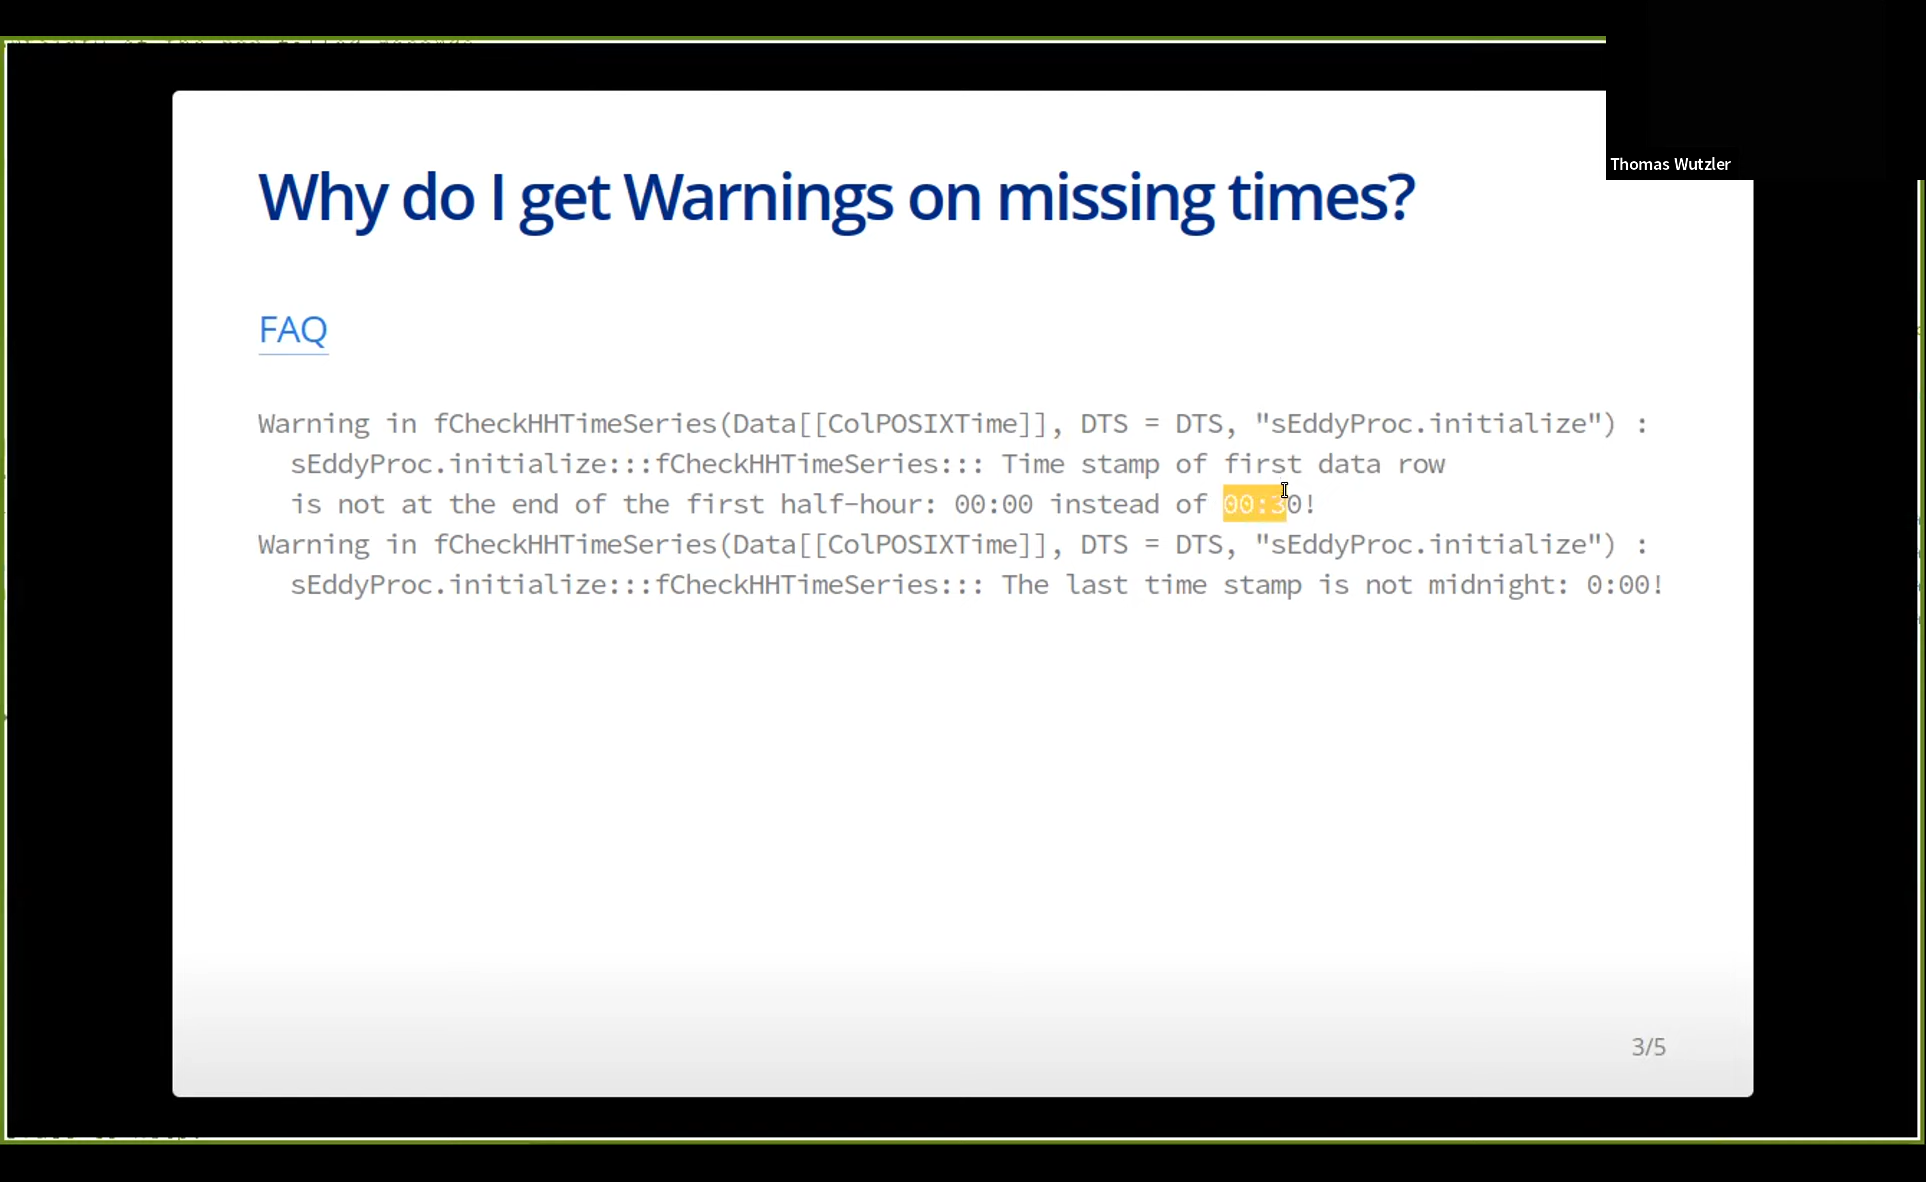 Thomas Wutzler
Why do I get Warnings on missing times?
FAQ
Warning in fCheckHHTimeSeries(Data[[ColPOSIXTime]], DTS = DTS, "sEddyProc.initialize") :
sEddyProc.initialize:::fCheckHHTimeSeries::: Time stamp of first data row
is not at the end of the first half-hour: 00:00 instead of 00:30!
Warning in fCheckHHTimeSeries(Data[[ColPOSIXTime]], DTS = DTS, "sEddyProc.initialize") :
sEddyProc.initialize:::fCheckHHTimeSeries::: The last time stamp is not midnight: 0:00!
3/5